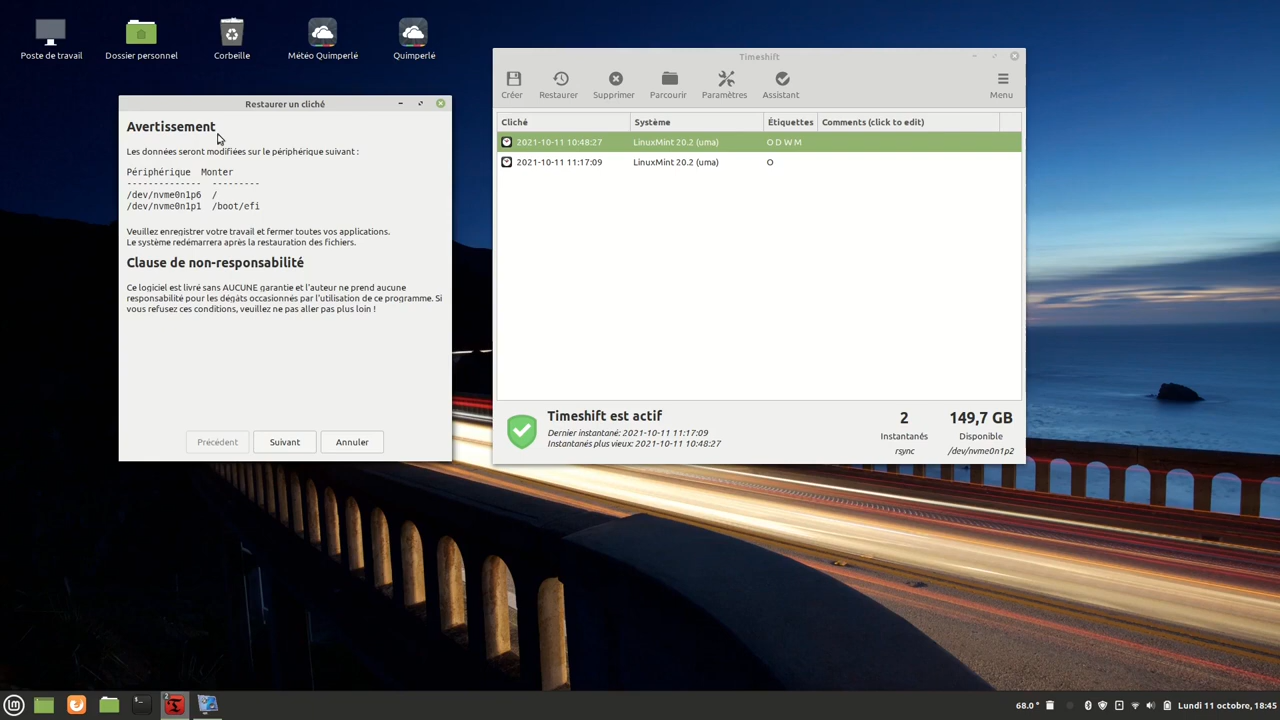 Poste de travail
Dossier personnel
Corbeille
Météo Quimperlé
Quimperlé
Restaurer un cliché
Avertissement
Les données seront modifiées sur le périphérique suivant :
Périphérique Monter
-------------- ---------
/dev/nvme0n1p6 /
/dev/nvme0n1p1 /boot/efi
Veuillez enregistrer votre travail et fermer toutes vos applications.
Le système redémarrera après la restauration des fichiers.
Clause de non-responsabilité
Ce logiciel est livré sans AUCUNE garantie et l'auteur ne prend aucune
responsabilité pour les dégâts occasionnés par l'utilisation de ce programme. Si
vous refusez ces conditions, veuillez ne pas aller pas plus loin !
Précédent
Suivant
Annuler
Timeshift
Créer
Restaurer
Supprimer
Parcourir
Paramètres
Assistant
Menu
Cliché Système Étiquettes Comments (click to edit)
2021-10-11 10:48:27 LinuxMint 20.2 (uma) O D W M
2021-10-11 11:17:09 LinuxMint 20.2 (uma) O
Timeshift est actif
Dernier instantané: 2021-10-11 11:17:09
Instantanés plus vieux: 2021-10-11 10:48:27
2
Instantanés
rsync
149,7 GB
Disponible
/dev/nvme0n1p2
2
68.0 °
Lundi 11 octobre, 18:45